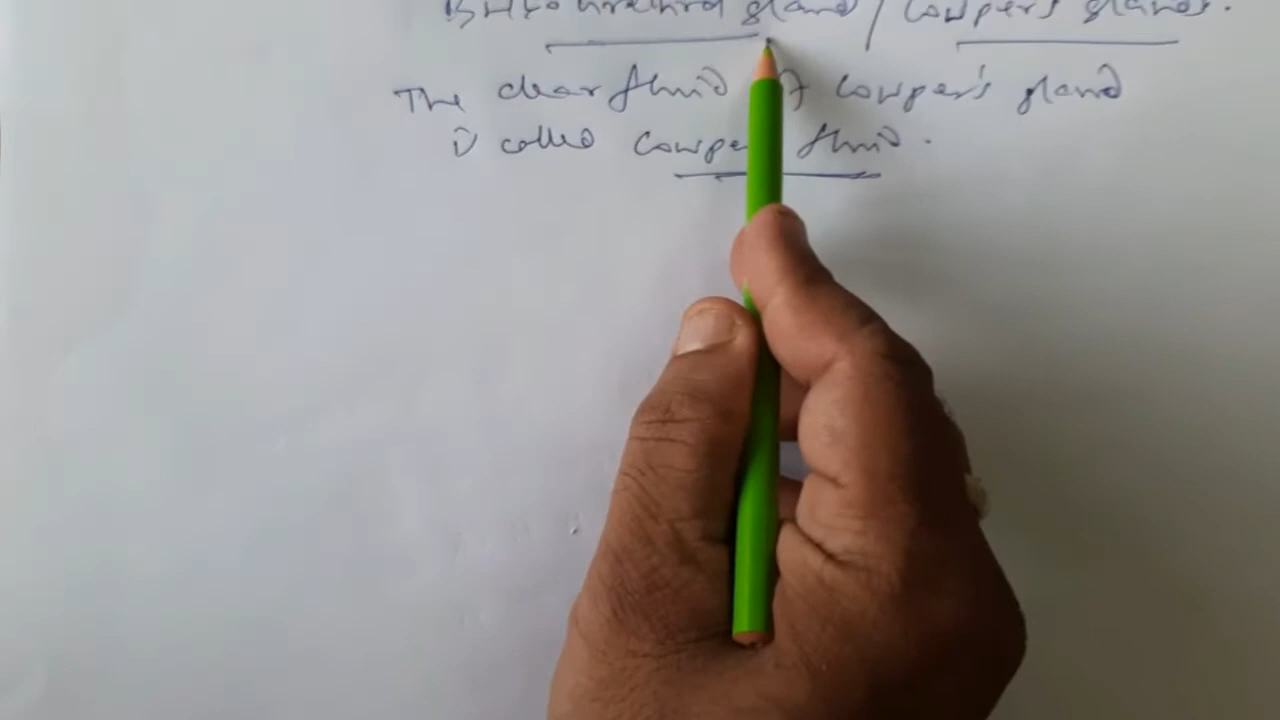 Bulbourethral gland / Cowper's glands.
The clear fluid of Cowper's gland
is called Cowper fluid.